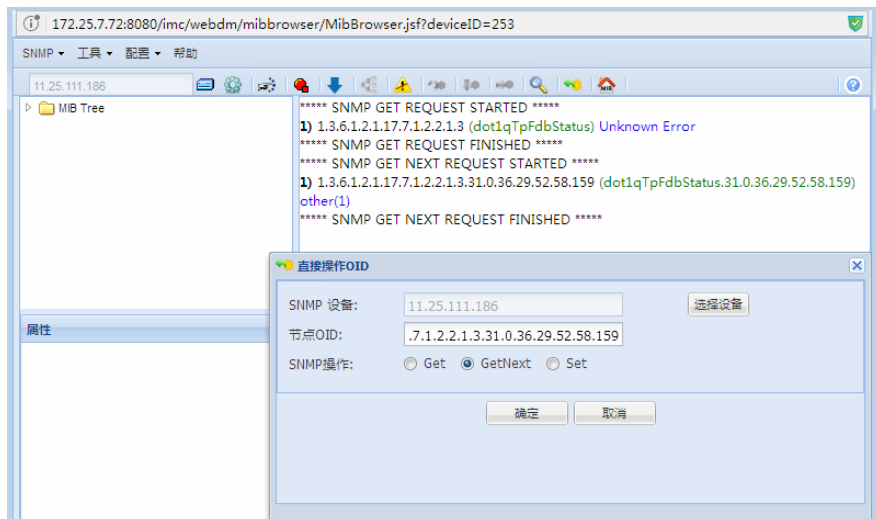 172.25.7.72:8080/imc/webdm/mibbrowser/MibBrowser.jsf?deviceID=253
SNMP 工具 配置 帮助
11.25.111.186
MIB Tree
***** SNMP GET REQUEST STARTED *****
1) 1.3.6.1.2.1.17.7.1.2.2.1.3 (dot1qTpFdbStatus) Unknown Error
***** SNMP GET REQUEST FINISHED *****
***** SNMP GET NEXT REQUEST STARTED *****
1) 1.3.6.1.2.1.17.7.1.2.2.1.3.31.0.36.29.52.58.159 (dot1qTpFdbStatus.31.0.36.29.52.58.159)
other(1)
***** SNMP GET NEXT REQUEST FINISHED *****
属性
直接操作OID
SNMP 设备: 11.25.111.186 选择设备
节点OID: .7.1.2.2.1.3.31.0.36.29.52.58.159
SNMP操作: Get GetNext Set
确定 取消